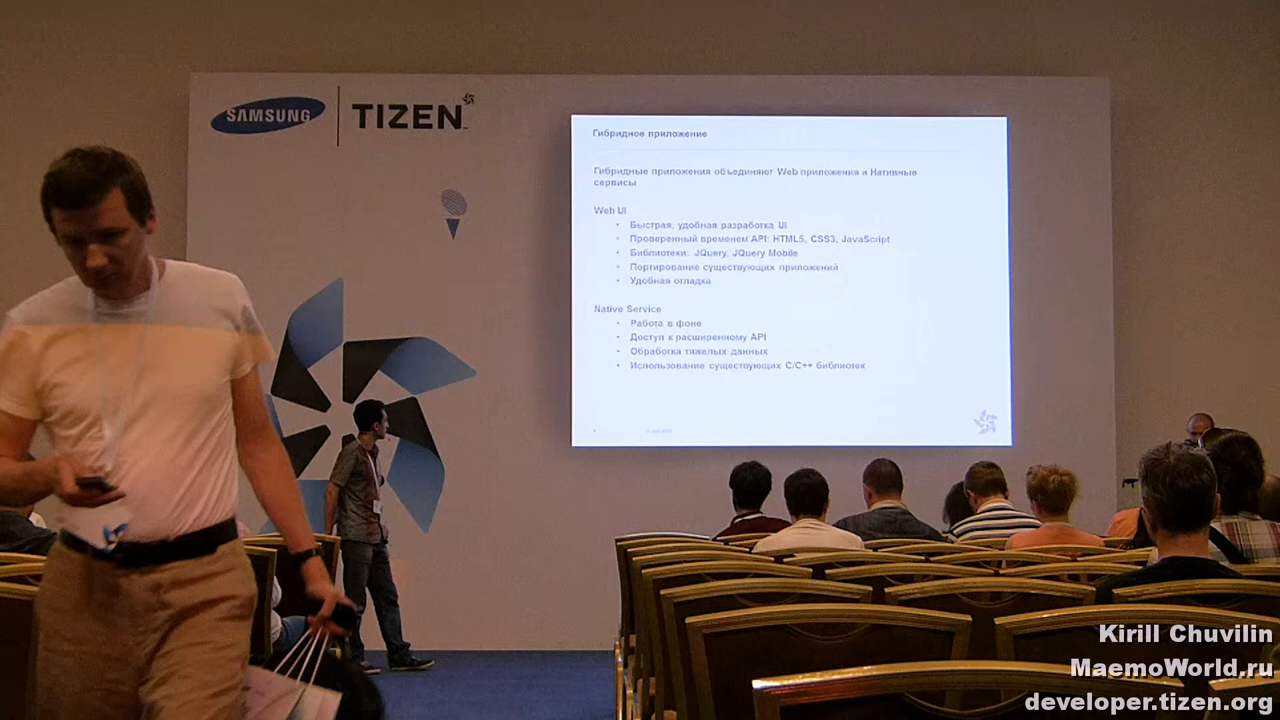 SAMSUNG
TIZEN
Гибридное приложение
Гибридные приложения объединяют Web приложения и Нативные
сервисы
Web UI
• Быстрая, удобная разработка UI
• Проверенный временем API: HTML5, CSS3, JavaScript
• Библиотеки: JQuery, JQuery Mobile
• Портирование существующих приложений
• Удобная отладка
Native Service
• Работа в фоне
• Доступ к расширенному API
• Обработка тяжелых данных
• Использование существующих C/C++ библиотек
Kirill Chuvilin
MaemoWorld.ru
developer.tizen.org